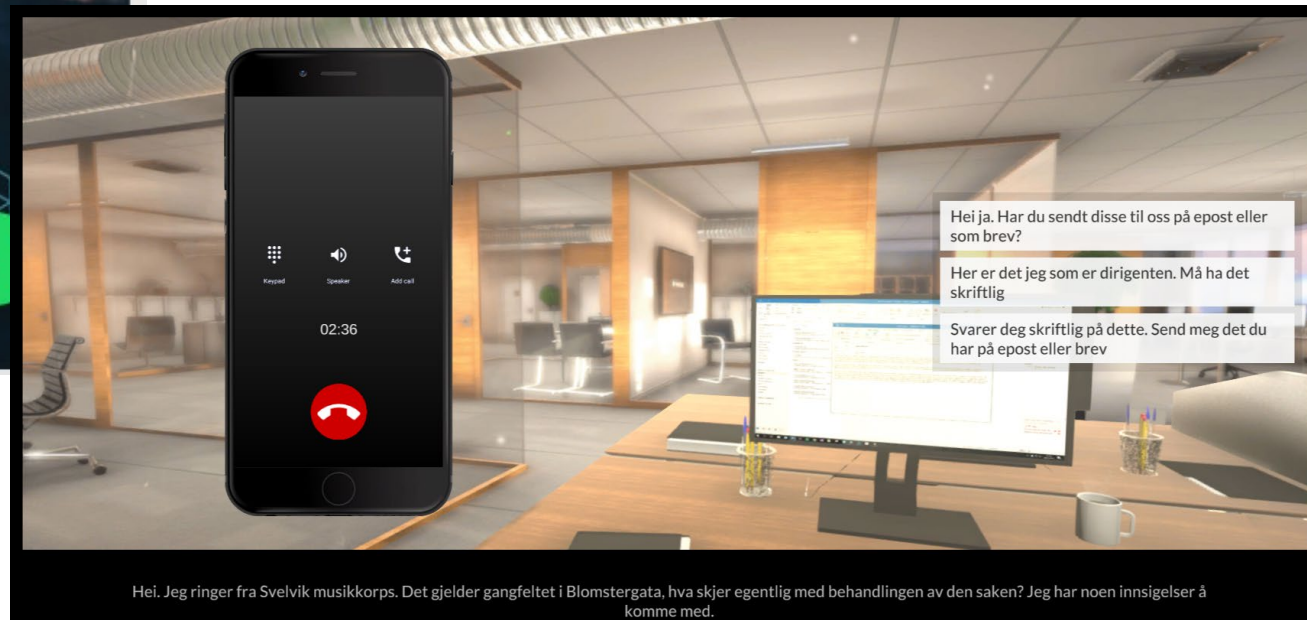 Keypad
Speaker
Add call
02:36
Hei ja. Har du sendt disse til oss på epost eller
som brev?
Her er det jeg som er dirigenten. Må ha det
skriftlig
Svarer deg skriftlig på dette. Send meg det du
har på epost eller brev
Hei. Jeg ringer fra Svelvik musikkorps. Det gjelder gangfeltet i Blomstergata, hva skjer egentlig med behandlingen av den saken? Jeg har noen innsigelser å
komme med.